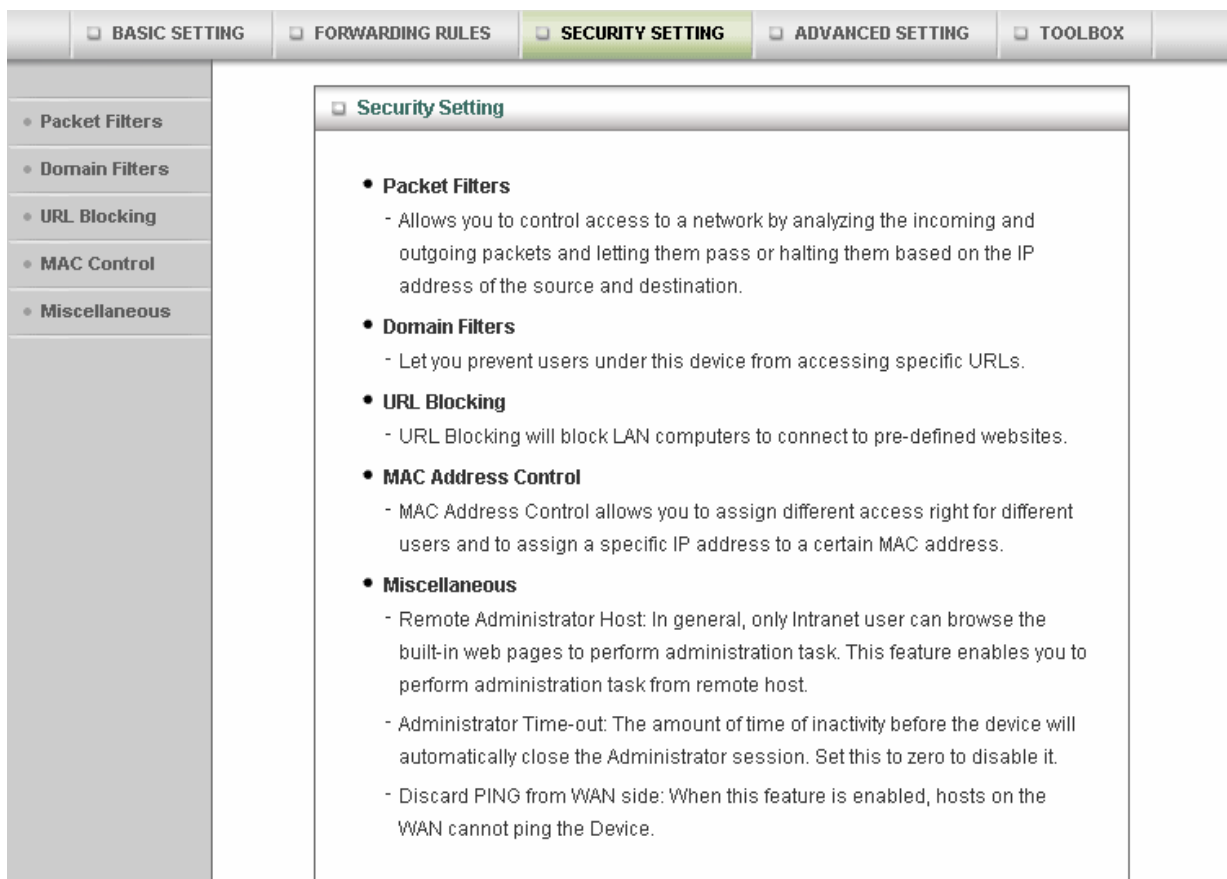 BASIC SETTING FORWARDING RULES SECURITY SETTING ADVANCED SETTING TOOLBOX
Packet Filters
Domain Filters
URL Blocking
MAC Control
Miscellaneous
Security Setting
• Packet Filters
- Allows you to control access to a network by analyzing the incoming and
outgoing packets and letting them pass or halting them based on the IP
address of the source and destination.
• Domain Filters
- Let you prevent users under this device from accessing specific URLs.
• URL Blocking
- URL Blocking will block LAN computers to connect to pre-defined websites.
• MAC Address Control
- MAC Address Control allows you to assign different access right for different
users and to assign a specific IP address to a certain MAC address.
• Miscellaneous
- Remote Administrator Host: In general, only Intranet user can browse the
built-in web pages to perform administration task. This feature enables you to
perform administration task from remote host.
- Administrator Time-out: The amount of time of inactivity before the device will
automatically close the Administrator session. Set this to zero to disable it.
- Discard PING from WAN side: When this feature is enabled, hosts on the
WAN cannot ping the Device.